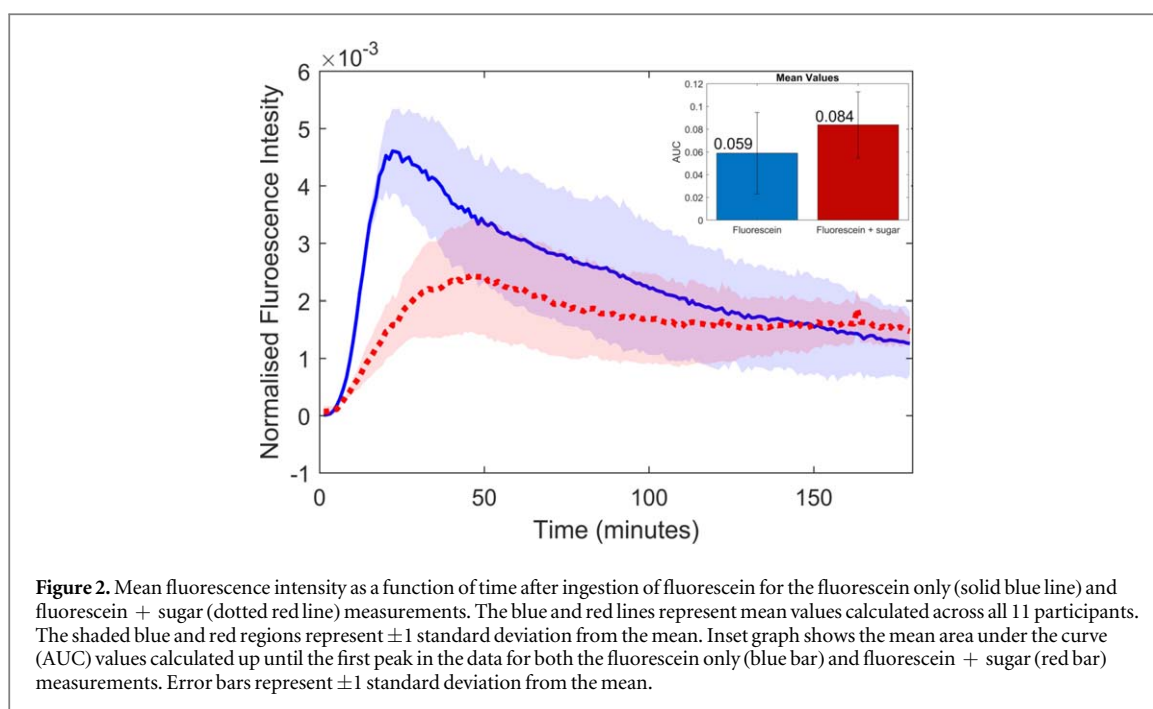 ×10⁻³
6
5
4
3
2
1
0
-1
Normalised Fluroescence Intesity
0
50
100
150
Time (minutes)
Mean Values
0.12
0.1
0.08
0.06
0.04
0.02
0
AUC
0.059
0.084
Fluorescein
Fluorescein + sugar
Figure 2. Mean fluorescence intensity as a function of time after ingestion of fluorescein for the fluorescein only (solid blue line) and
fluorescein + sugar (dotted red line) measurements. The blue and red lines represent mean values calculated across all 11 participants.
The shaded blue and red regions represent ±1 standard deviation from the mean. Inset graph shows the mean area under the curve
(AUC) values calculated up until the first peak in the data for both the fluorescein only (blue bar) and fluorescein + sugar (red bar)
measurements. Error bars represent ±1 standard deviation from the mean.